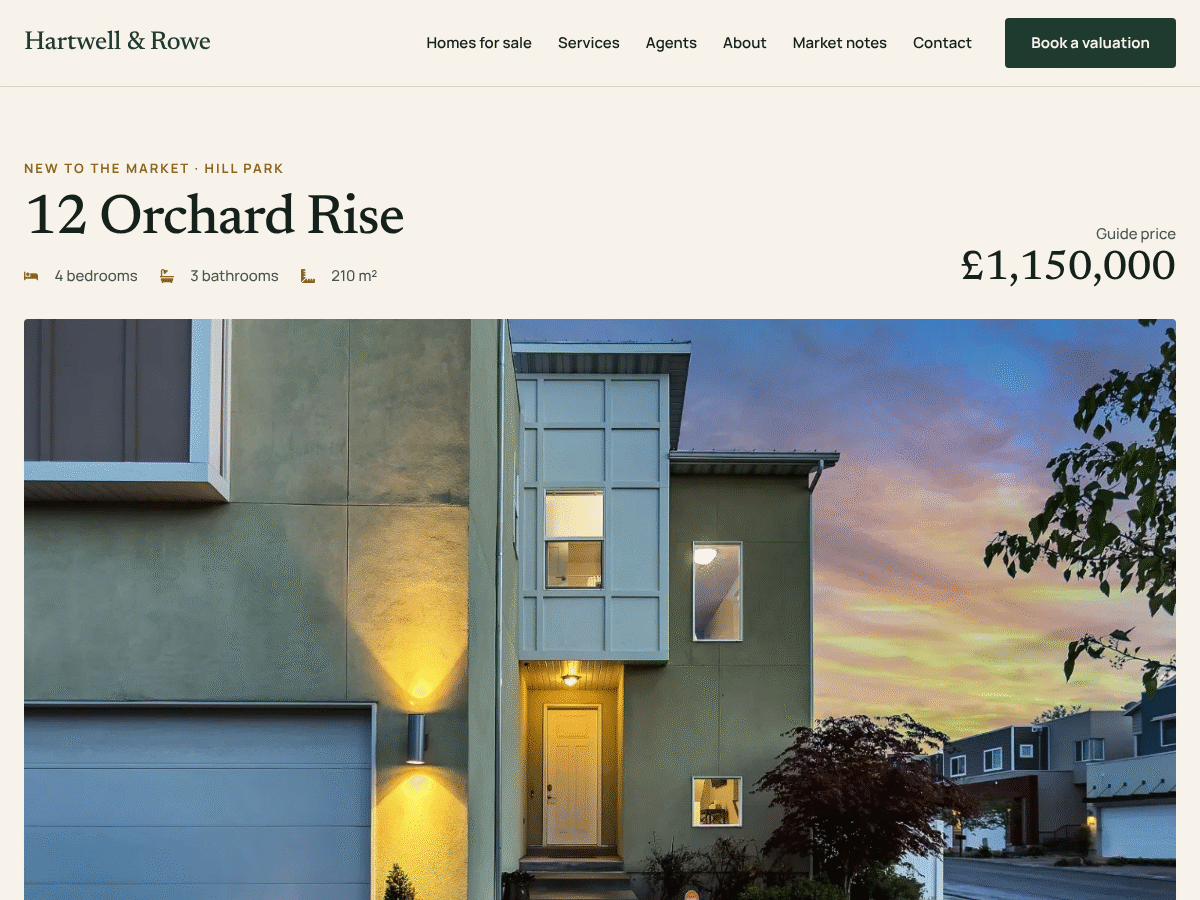 Hartwell & Rowe
Homes for sale
Services
Agents
About
Market notes
Contact
Book a valuation
NEW TO THE MARKET · HILL PARK
12 Orchard Rise
4 bedrooms
3 bathrooms
210 m²
Guide price
£1,150,000